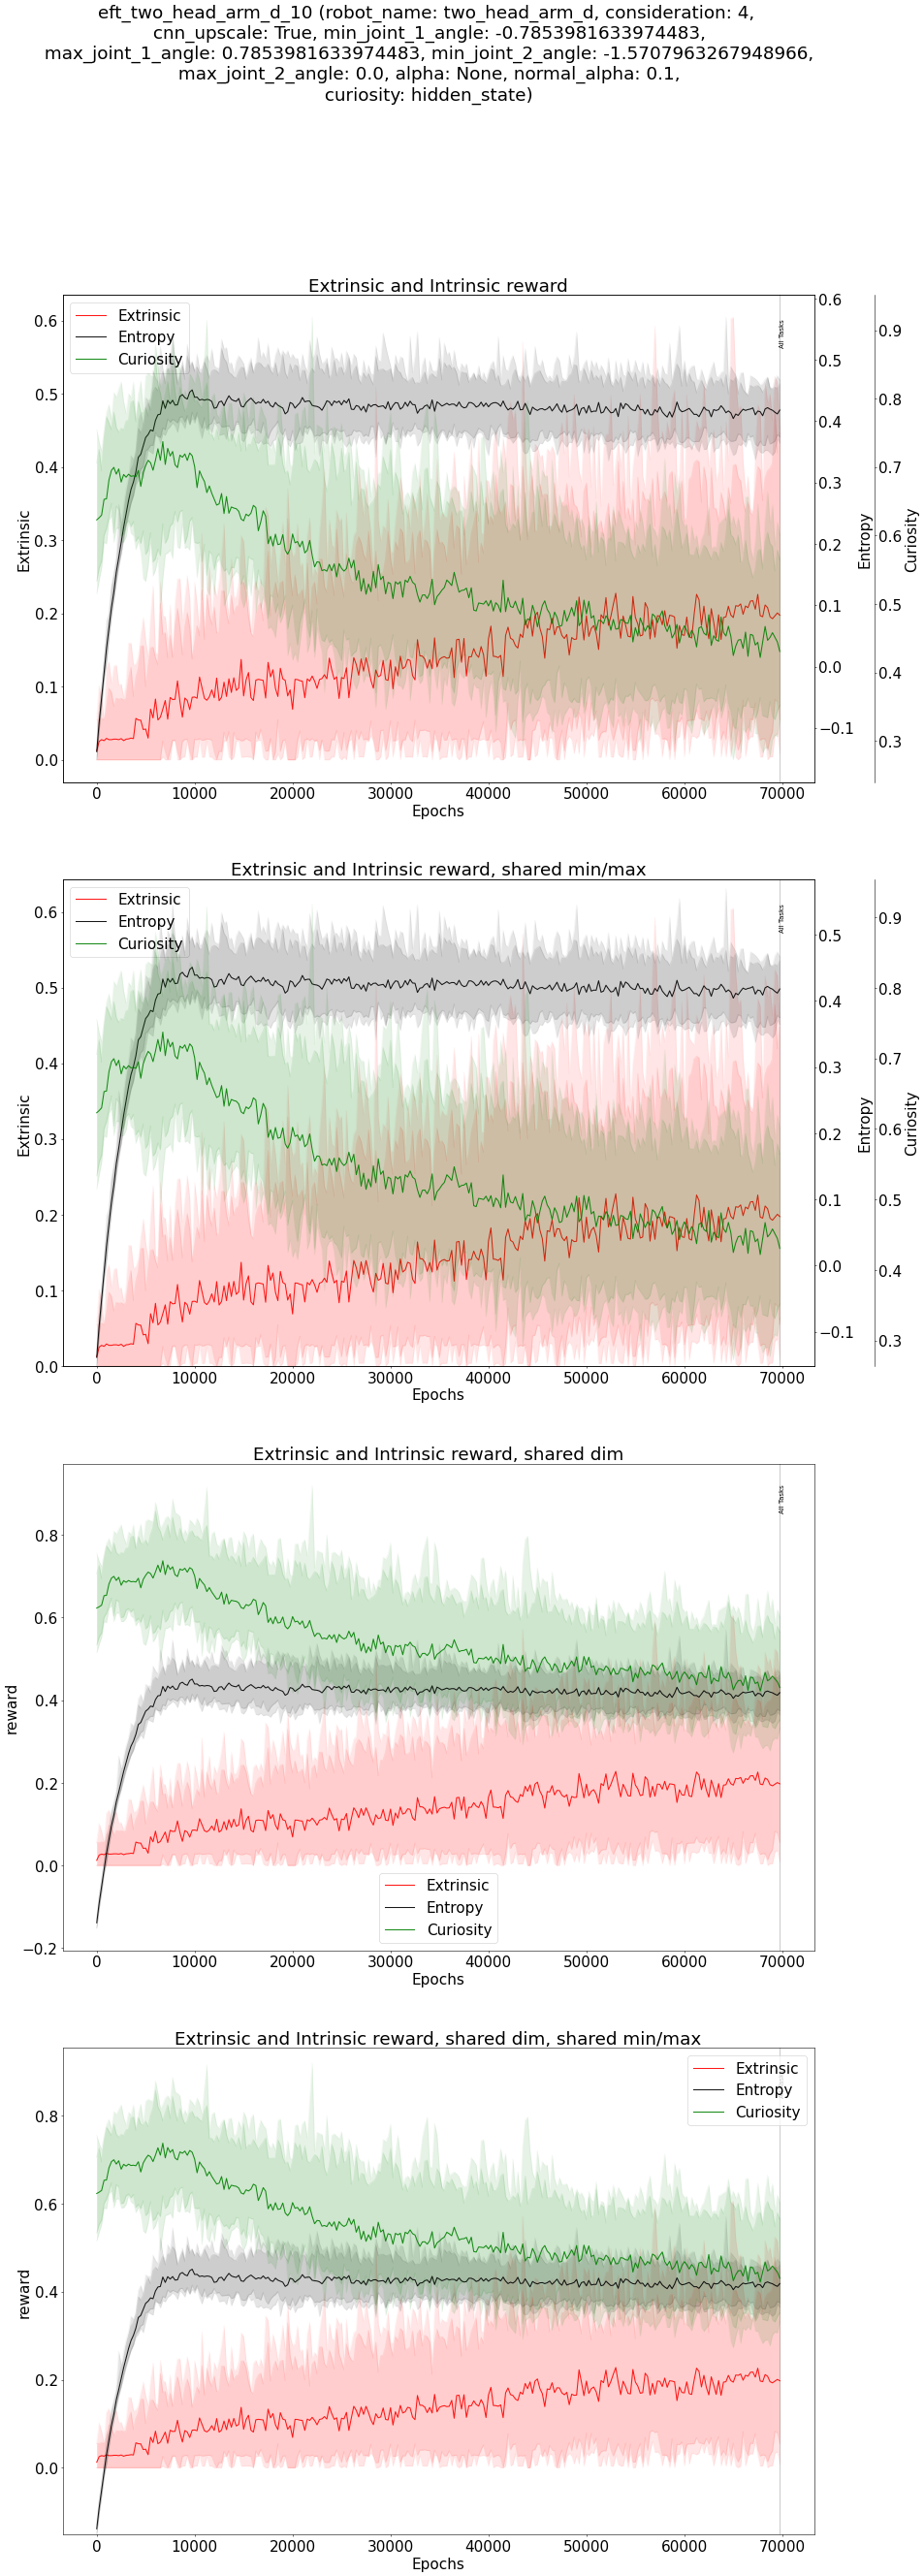 eft_two_head_arm_d_10 (robot_name: two_head_arm_d, consideration: 4,
cnn_upscale: True, min_joint_1_angle: -0.7853981633974483,
max_joint_1_angle: 0.7853981633974483, min_joint_2_angle: -1.5707963267948966,
max_joint_2_angle: 0.0, alpha: None, normal_alpha: 0.1,
curiosity: hidden_state)
Extrinsic and Intrinsic reward
Extrinsic
Entropy
Curiosity
All Tasks
0.6
0.5
0.4
0.3
0.2
0.1
0.0
Extrinsic
0.6
0.5
0.4
0.3
0.2
0.1
0.0
−0.1
Entropy
0.9
0.8
0.7
0.6
0.5
0.4
0.3
Curiosity
0 10000 20000 30000 40000 50000 60000 70000
Epochs
Extrinsic and Intrinsic reward, shared min/max
Extrinsic
Entropy
Curiosity
All Tasks
0.6
0.5
0.4
0.3
0.2
0.1
0.0
Extrinsic
0.5
0.4
0.3
0.2
0.1
0.0
−0.1
Entropy
0.9
0.8
0.7
0.6
0.5
0.4
0.3
Curiosity
0 10000 20000 30000 40000 50000 60000 70000
Epochs
Extrinsic and Intrinsic reward, shared dim
All Tasks
0.8
0.6
0.4
0.2
0.0
−0.2
reward
Extrinsic
Entropy
Curiosity
0 10000 20000 30000 40000 50000 60000 70000
Epochs
Extrinsic and Intrinsic reward, shared dim, shared min/max
Extrinsic
Entropy
Curiosity
0.8
0.6
0.4
0.2
0.0
reward
0 10000 20000 30000 40000 50000 60000 70000
Epochs